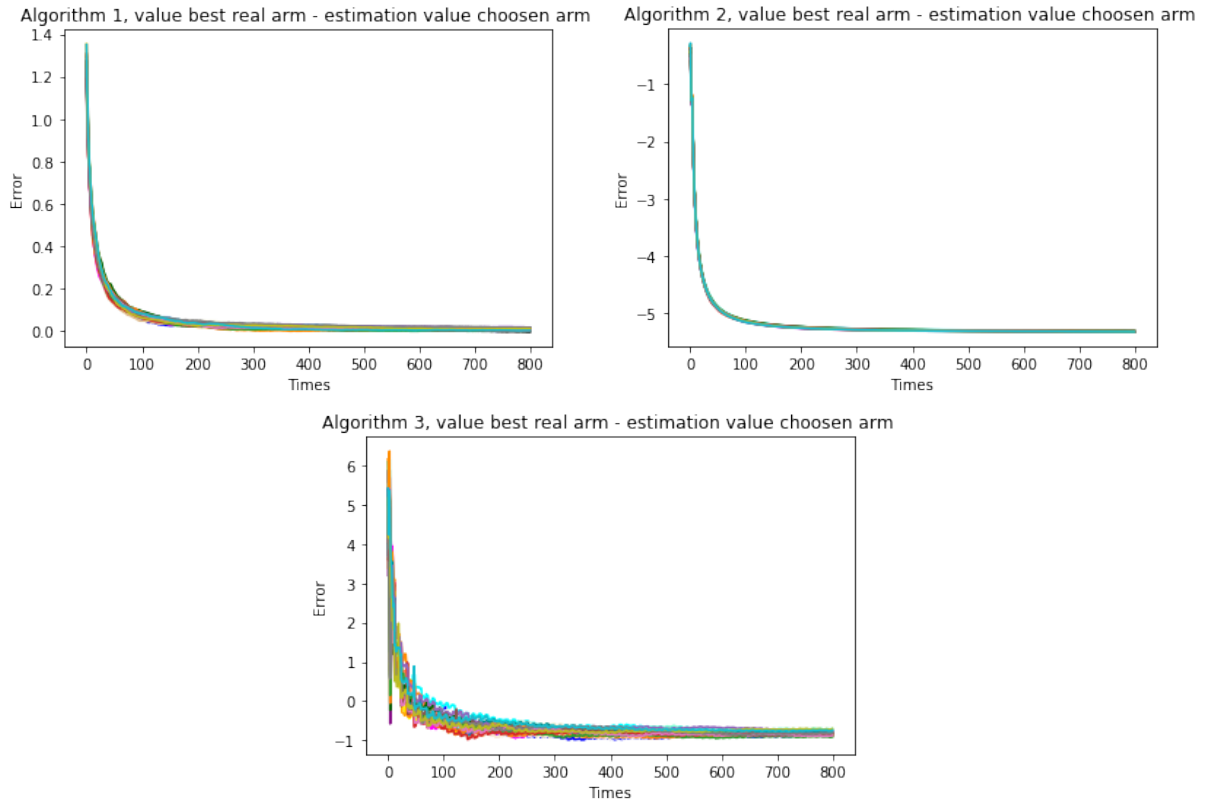 Algorithm 1, value best real arm - estimation value choosen arm
1.4
1.2
1.0
0.8
0.6
0.4
0.2
0.0
Error
0 100 200 300 400 500 600 700 800
Times
Algorithm 2, value best real arm - estimation value choosen arm
−1
−2
−3
−4
−5
Error
0 100 200 300 400 500 600 700 800
Times
Algorithm 3, value best real arm - estimation value choosen arm
6
5
4
3
2
1
0
−1
Error
0 100 200 300 400 500 600 700 800
Times